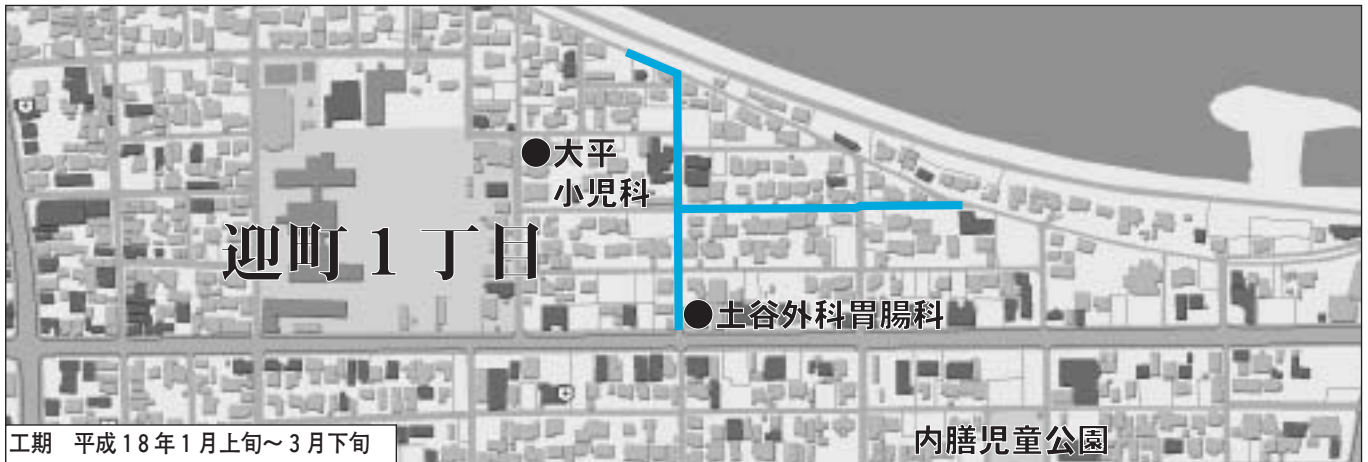 ●大平
小児科
迎町1丁目
●土谷外科胃腸科
内膳児童公園
工期 平成18年1月上旬~3月下旬